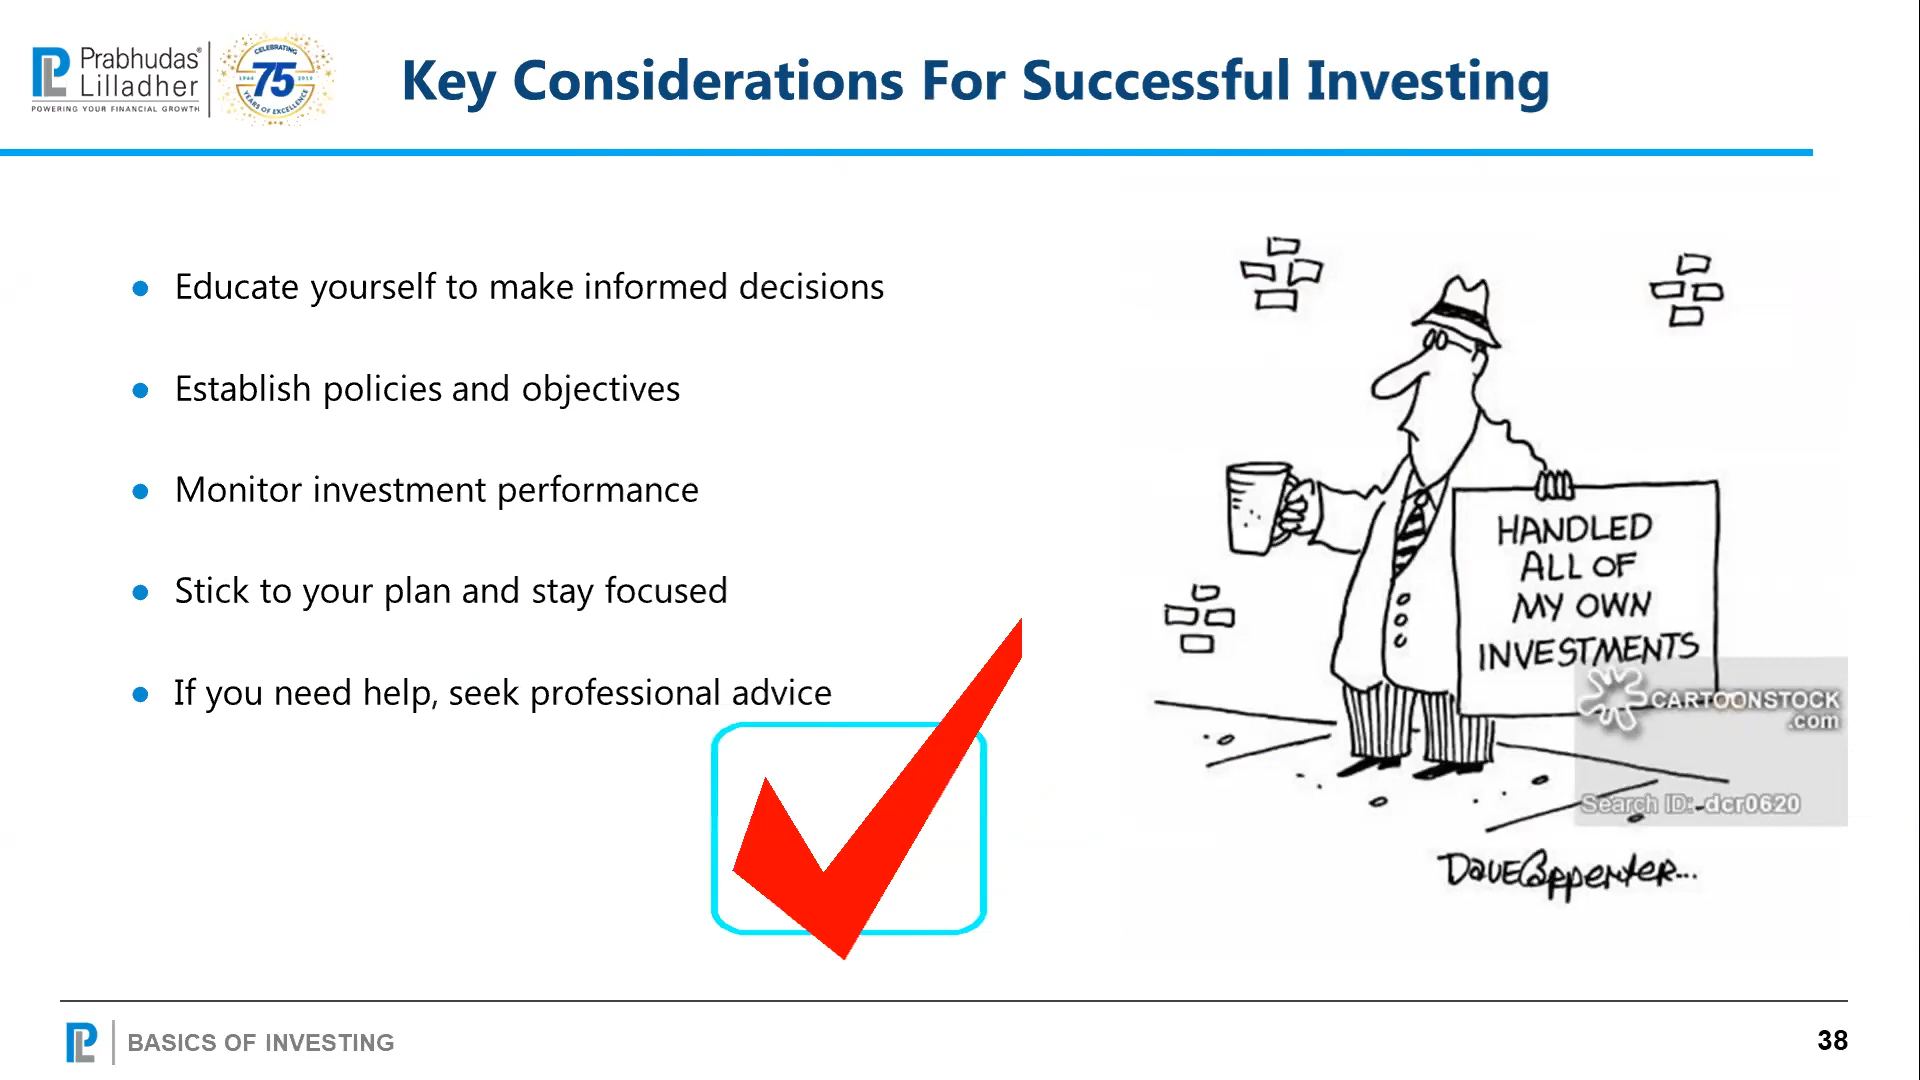 Prabhudas®
Lilladher
POWERING YOUR FINANCIAL GROWTH
CELEBRATING
75
YEARS OF EXCELLENCE
Key Considerations For Successful Investing
Educate yourself to make informed decisions
Establish policies and objectives
Monitor investment performance
Stick to your plan and stay focused
If you need help, seek professional advice
HANDLED
ALL OF
MY OWN
INVESTMENTS
CARTOONSTOCK
.com
Search ID: dcr0620
Dave Carpenter...
BASICS OF INVESTING
38